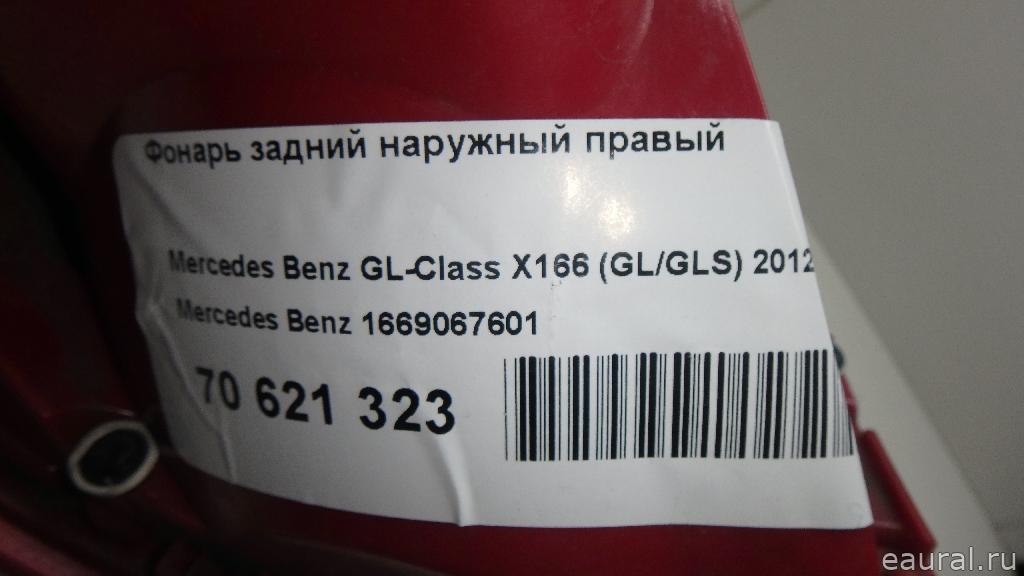 Фонарь задний наружный правый
Mercedes Benz GL-Class X166 (GL/GLS) 2012
Mercedes Benz 1669067601
70 621 323
eaural.ru